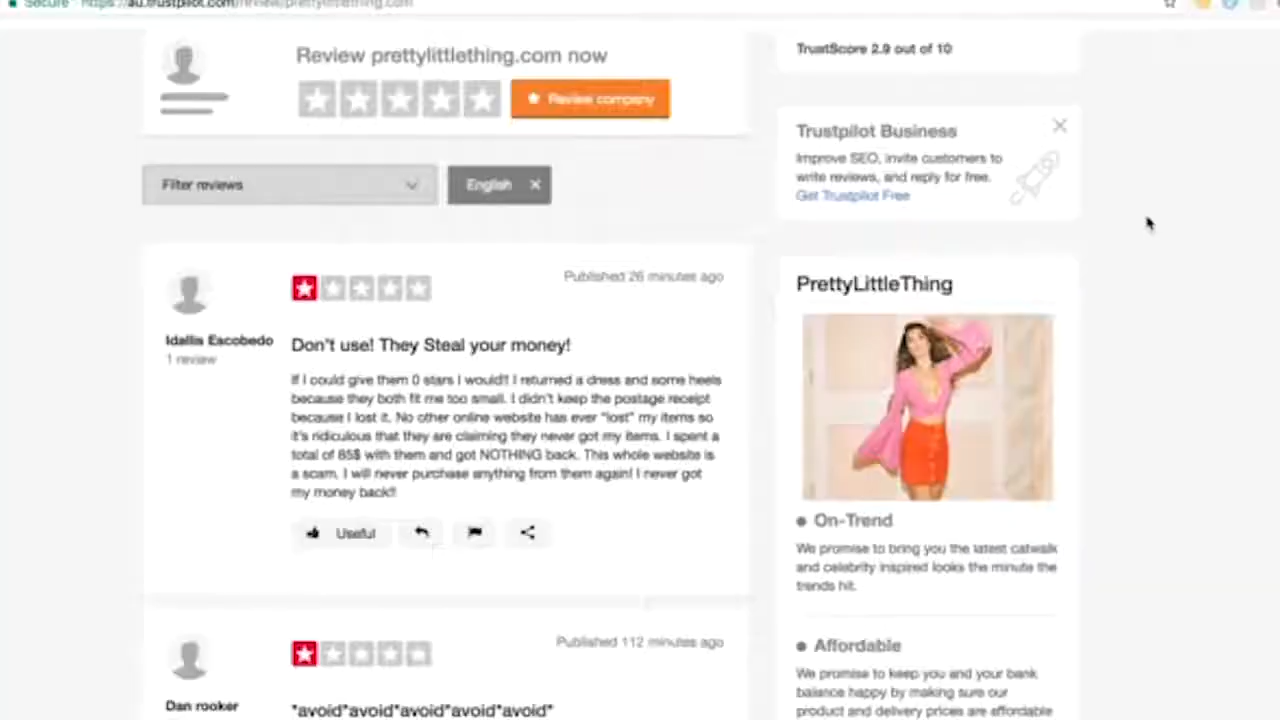 Secure https://au.trustpilot.com/review/prettylittlething.com
Review prettylittlething.com now
Review company
Filter reviews
English ×
Published 26 minutes ago
Idallis Escobedo
1 review
Don't use! They Steal your money!
If I could give them 0 stars I would!! I returned a dress and some heels
because they both fit me too small. I didn't keep the postage receipt
because I lost it. No other online website has ever "lost" my items so
it's ridiculous that they are claiming they never got my items. I spent a
total of 85$ with them and got NOTHING back. This whole website is
a scam. I will never purchase anything from them again! I never got
my money back!!
Useful
Published 112 minutes ago
Dan rooker
*avoid*avoid*avoid*avoid*avoid*
TrustScore 2.9 out of 10
Trustpilot Business
Improve SEO, invite customers to
write reviews, and reply for free.
Get Trustpilot Free
PrettyLittleThing
On-Trend
We promise to bring you the latest catwalk
and celebrity inspired looks the minute the
trends hit.
Affordable
We promise to keep you and your bank
balance happy by making sure our
product and delivery prices are affordable